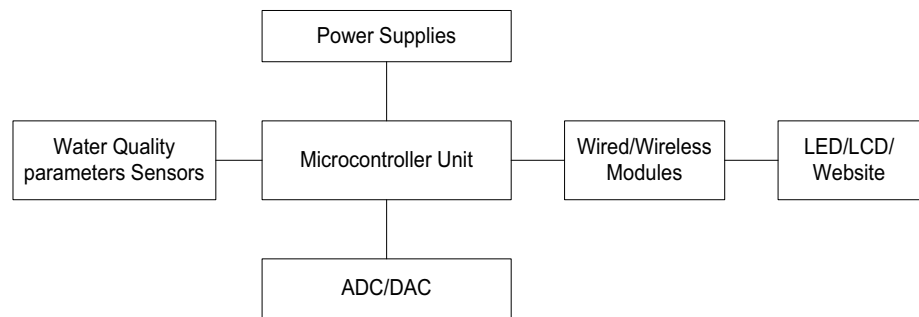 Power Supplies
Water Quality
parameters Sensors
Microcontroller Unit
Wired/Wireless
Modules
LED/LCD/
Website
ADC/DAC